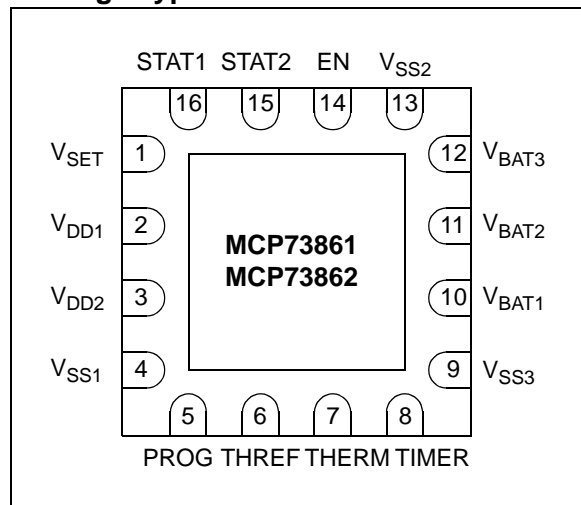 STAT1 STAT2 EN VSS2
16 15 14 13
VSET 1 12 VBAT3
VDD1 2 11 VBAT2
MCP73861
MCP73862
VDD2 3 10 VBAT1
VSS1 4 9 VSS3
5 6 7 8
PROG THREF THERM TIMER